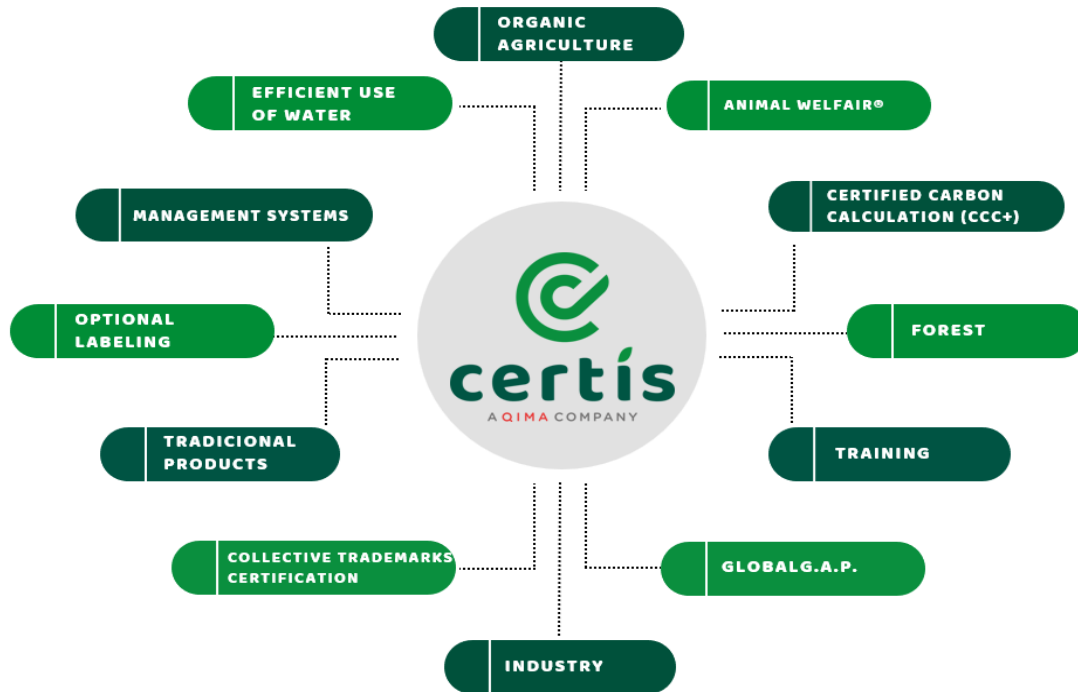 ORGANIC
AGRICULTURE
EFFICIENT USE
OF WATER
ANIMAL WELFAIR®
MANAGEMENT SYSTEMS
CERTIFIED CARBON
CALCULATION (CCC+)
OPTIONAL
LABELING
certis
A QIMA COMPANY
FOREST
TRADICIONAL
PRODUCTS
TRAINING
COLLECTIVE TRADEMARKS
CERTIFICATION
GLOBALG.A.P.
INDUSTRY